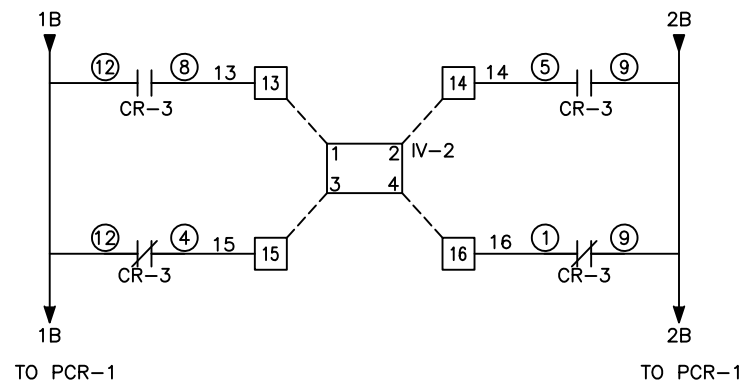 1B 2B
12 8 13 13 14 14 5 9
CR-3 CR-3
1 2 IV-2
3 4
12 4 15 15 16 16 1 9
CR-3 CR-3
1B 2B
TO PCR-1 TO PCR-1